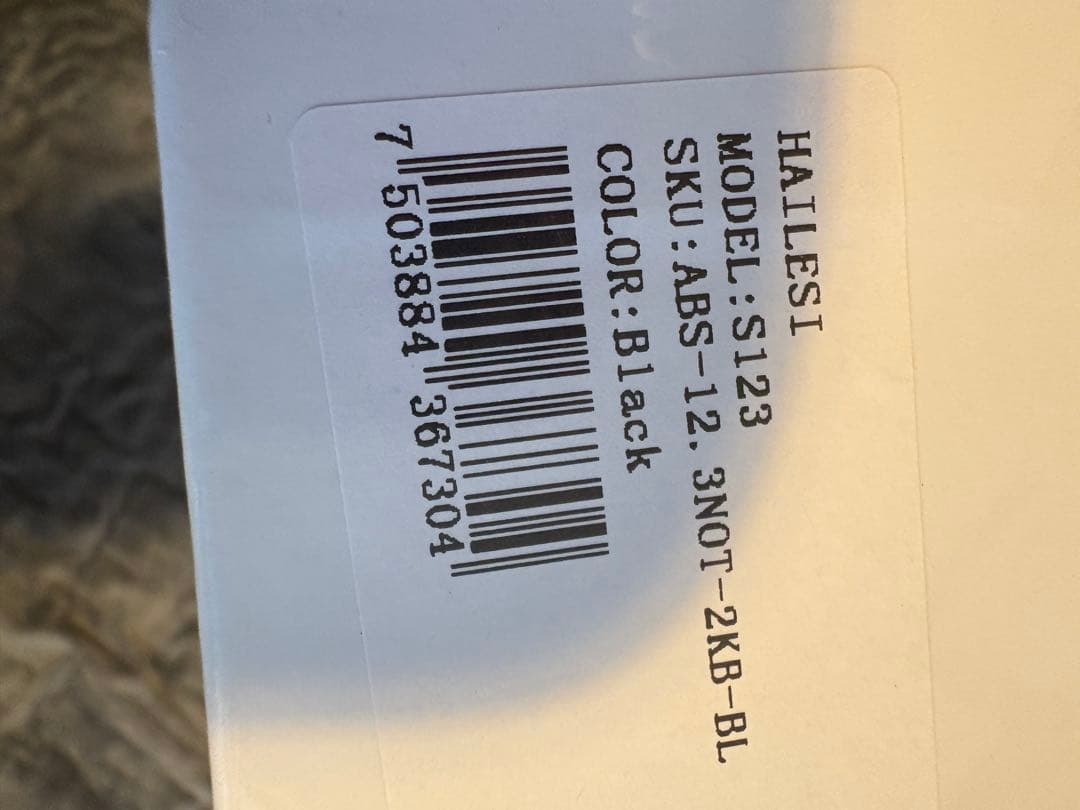 HAILESI
MODEL:S123
SKU:ABS-12.3NOT-2KB-BL
COLOR:Black
7 503884 367304